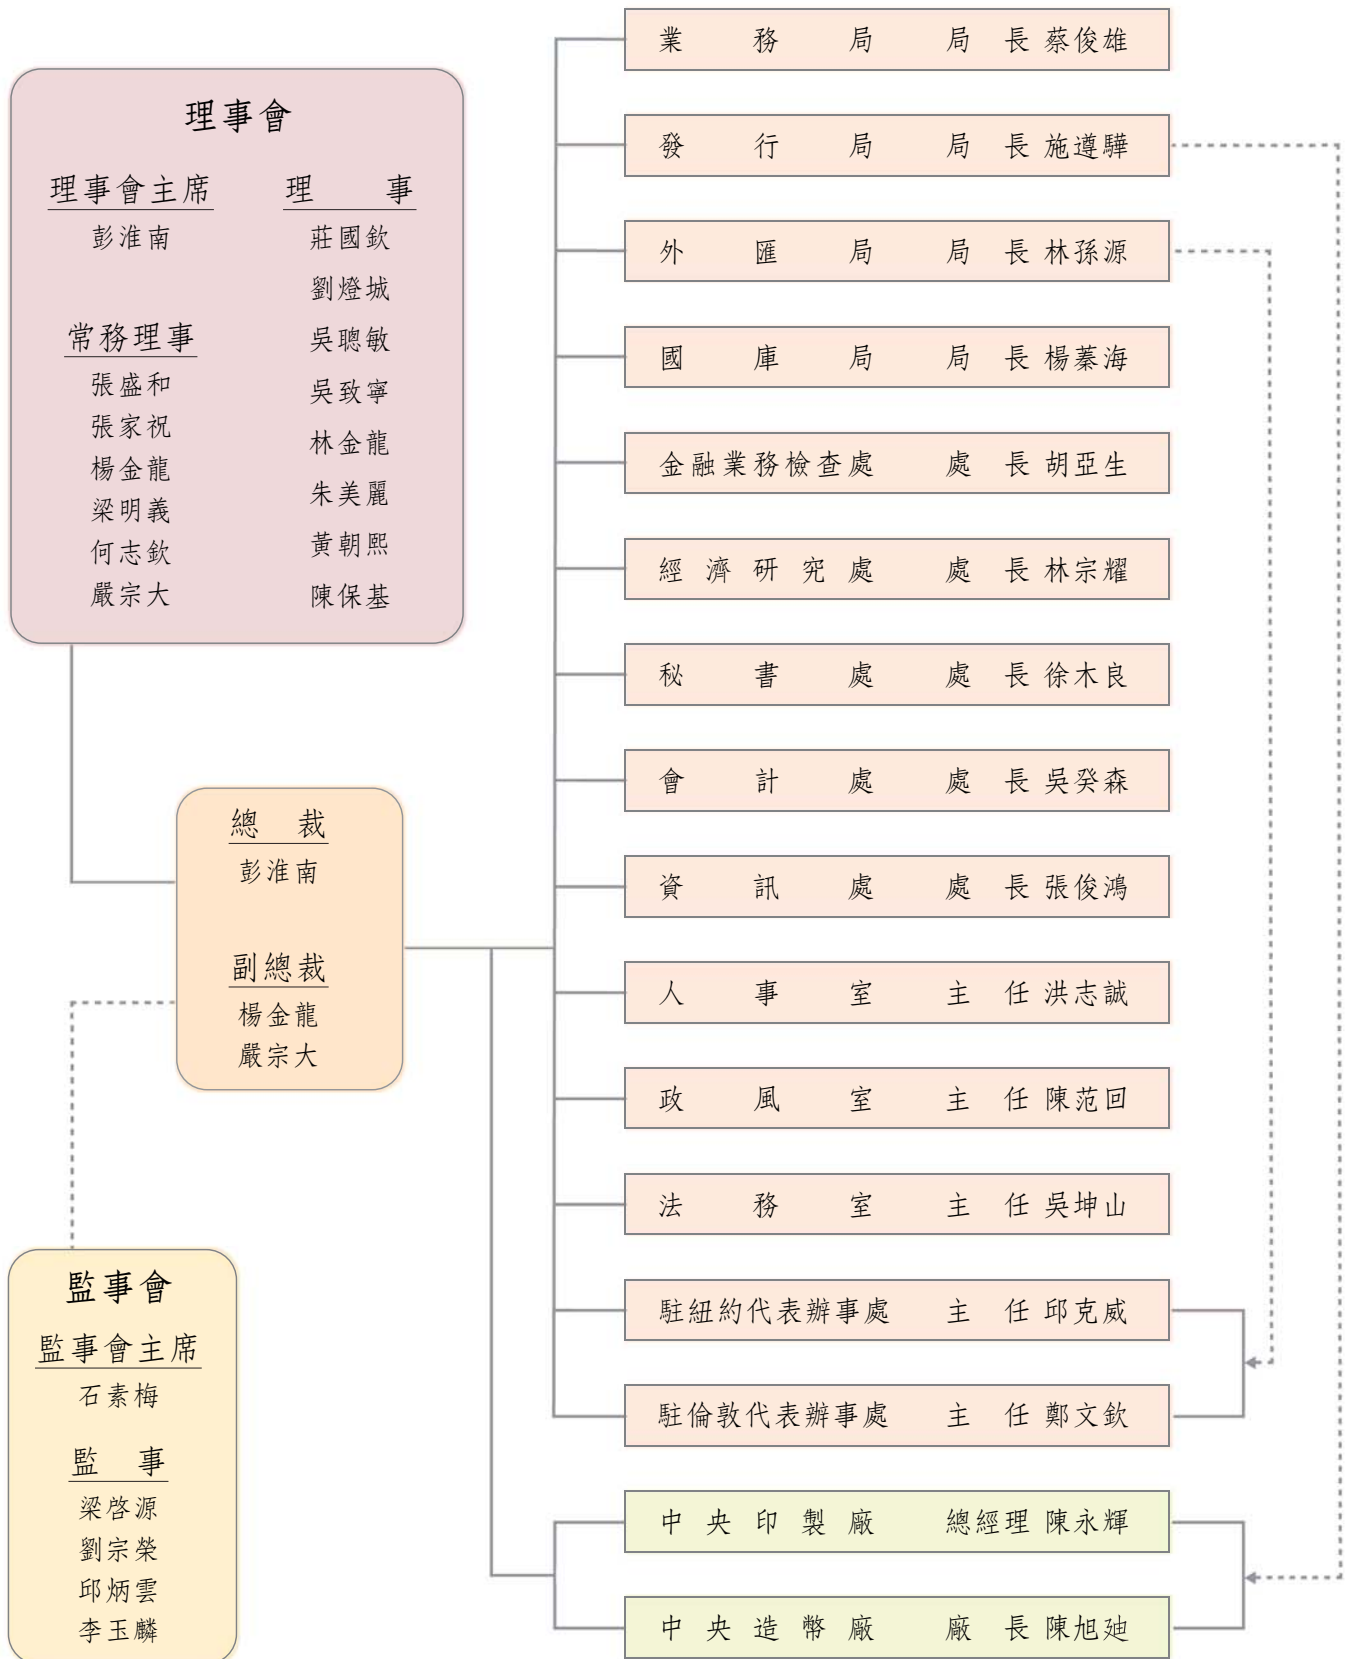 理事會
理事會主席
彭淮南
常務理事
張盛和
張家祝
楊金龍
梁明義
何志欽
嚴宗大
理事
莊國欽
劉燈城
吳聰敏
吳致寧
林金龍
朱美麗
黃朝熙
陳保基
總裁
彭淮南
副總裁
楊金龍
嚴宗大
監事會
監事會主席
石素梅
監事
梁啓源
劉宗榮
邱炳雲
李玉麟
業務局 局長 蔡俊雄
發行局 局長 施遵驊
外匯局 局長 林孫源
國庫局 局長 楊蓁海
金融業務檢查處 處長 胡亞生
經濟研究處 處長 林宗耀
秘書處 處長 徐木良
會計處 處長 吳癸森
資訊處 處長 張俊鴻
人事室 主任 洪志誠
政風室 主任 陳范回
法務室 主任 吳坤山
駐紐約代表辦事處 主任 邱克威
駐倫敦代表辦事處 主任 鄭文欽
中央印製廠 總經理 陳永輝
中央造幣廠 廠長 陳旭廸